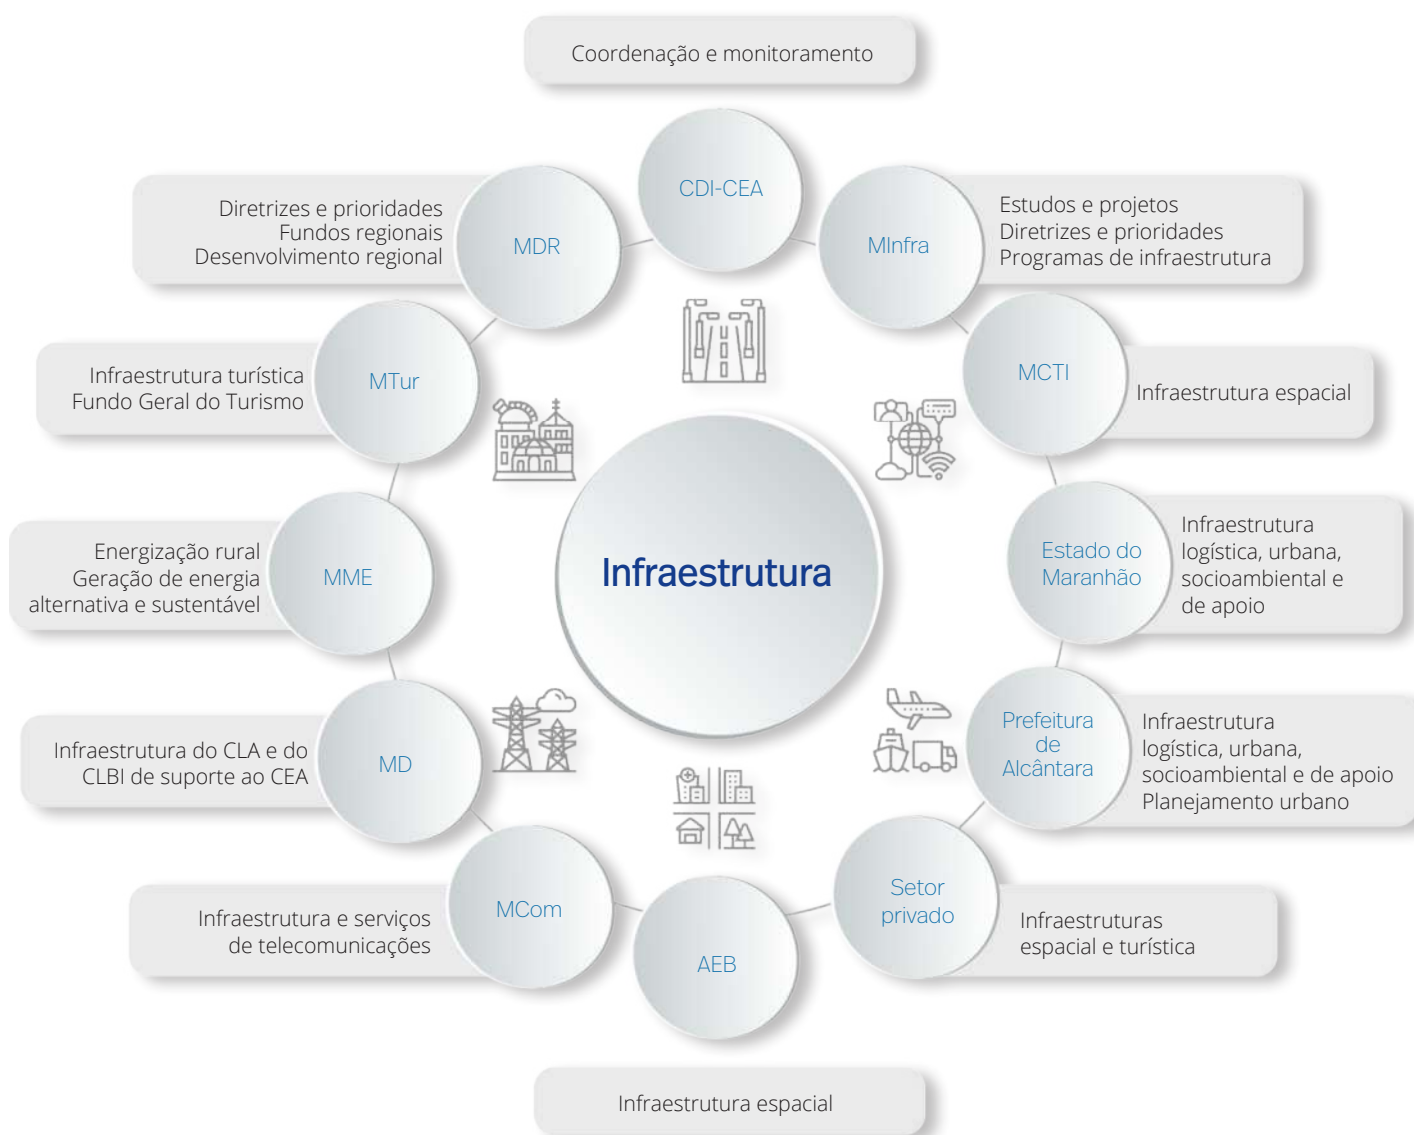 Coordenação e monitoramento
CDI-CEA
MInfra
Estudos e projetos
Diretrizes e prioridades
Programas de infraestrutura
MCTI
Infraestrutura espacial
Estado do
Maranhão
Infraestrutura
logística, urbana,
socioambiental e
de apoio
Prefeitura
de
Alcântara
Infraestrutura
logística, urbana,
socioambiental e de apoio
Planejamento urbano
Setor
privado
Infraestruturas
espacial e turística
AEB
Infraestrutura espacial
MCom
Infraestrutura e serviços
de telecomunicações
MD
Infraestrutura do CLA e do
CLBI de suporte ao CEA
MME
Energização rural
Geração de energia
alternativa e sustentável
MTur
Infraestrutura turística
Fundo Geral do Turismo
MDR
Diretrizes e prioridades
Fundos regionais
Desenvolvimento regional
Infraestrutura